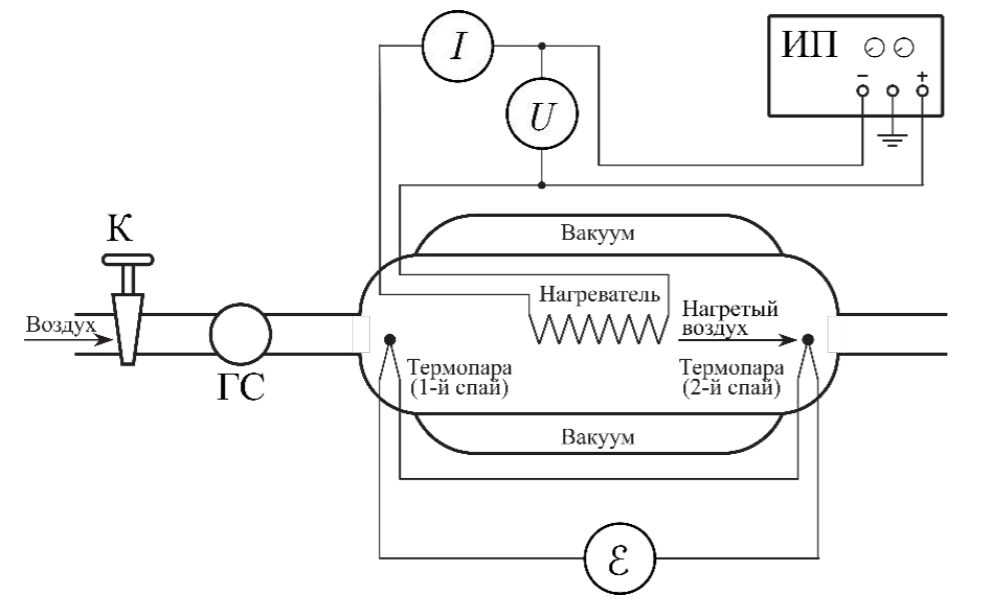 I
ИП
− +
U
К
Вакуум
Воздух
Нагреватель
Нагретый
воздух
ГС
Термопара
(1-й спай)
Термопара
(2-й спай)
Вакуум
ℰ